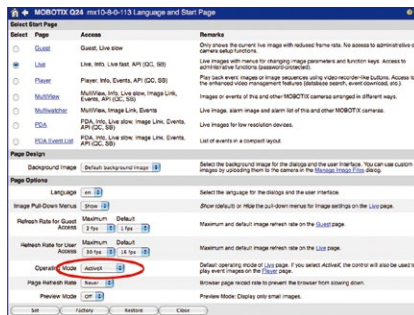 MOBOTIX Q24 mx10-8-0-113 Language and Start Page
Select Start Page
Select Page Access Remarks
Guest Guest, Live slow Only shows the current live image with reduced frame rate. No access to administrative or camera setup functions.
Live Live, Info, Live fast, API (QC, SB) Live images with menus for changing image parameters and function keys. Access to administrative functions (password-protected).
Player Player, Info, Events, API (QC, SB) Play back event images or image sequences using video-recorder-like buttons. Access to the enhanced video management features (database search, event download, etc.)
MultiView MultiView, Info, Live slow, Image Link, Events, API (QC, SB) Images or events of this and other MOBOTIX cameras arranged in different ways.
Multiwatcher MultiView, Image Link, Events Live image, alarm image and alarm list of this and other MOBOTIX cameras.
PDA PDA, Info, Live slow, Image Link, Events, API (QC, SB) Live images for low resolution devices.
PDA Event List PDA, Info, Live slow, Image Link, Events, API (QC, SB) List of events in a compact layout.
Page Design
Background Image Default background image Select the background image for the dialogs and the user interface. You can use custom images by uploading them to the camera in the Manage Image Files dialog.
Page Options
Language en Select the language for the dialogs and the user interface.
Image Pull-Down Menus Show Show (default) or Hide the pull-down menus for image settings on the Live page.
Refresh Rate for Guest Access Maximum 2 fps Default 1 fps Maximum and default image refresh rate on the Guest page.
Refresh Rate for User Access Maximum 30 fps Default 16 fps Maximum and default image refresh rate on the Live page.
Operating Mode ActiveX Default operating mode of Live page. If you select ActiveX, the control will also be used to play event images on the Player page.
Page Refresh Rate Never Browser page reload rate to prevent the browser from slowing down.
Preview Mode Off Preview Mode: Display only small images.
Set Factory Restore Close